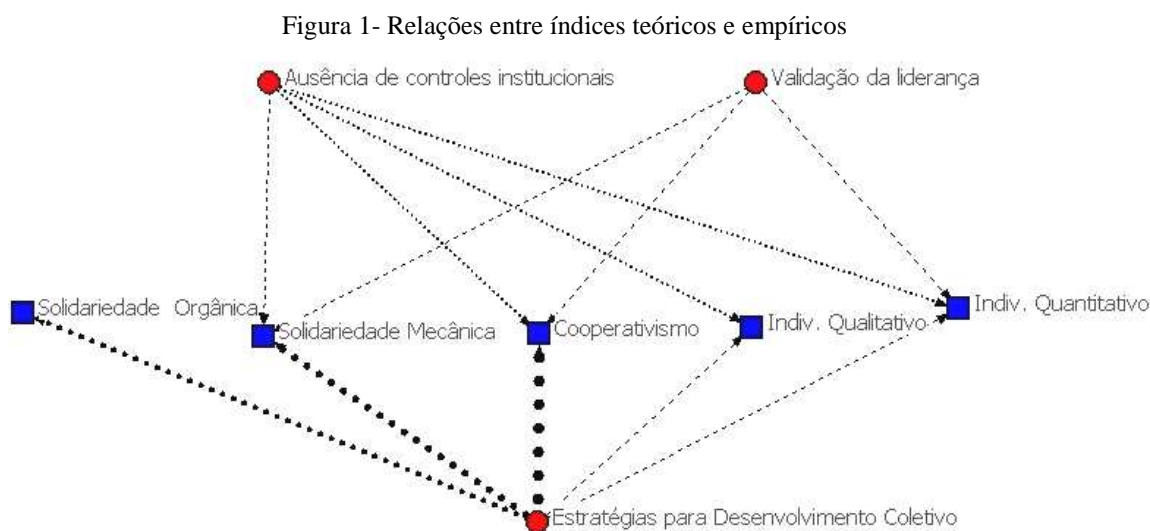 Figura 1- Relações entre índices teóricos e empíricos
Ausência de controles institucionais
Validação da liderança
Solidariedade Orgânica
Solidariedade Mecânica
Cooperativismo
Indiv. Qualitativo
Indiv. Quantitativo
Estratégias para Desenvolvimento Coletivo